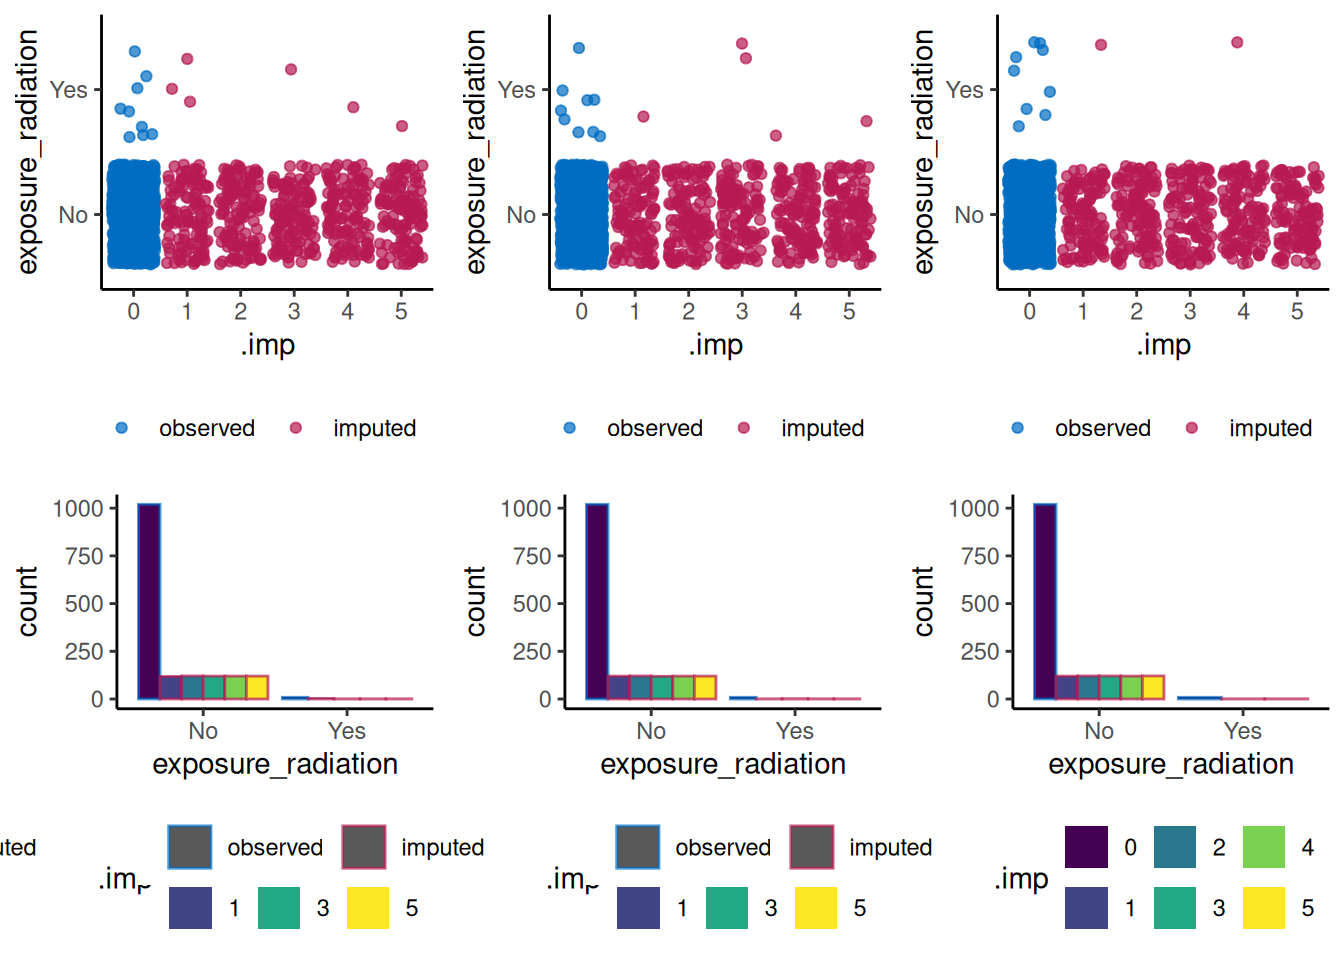 exposure_radiation
Yes
No
0 1 2 3 4 5
.imp
observed imputed
exposure_radiation
Yes
No
0 1 2 3 4 5
.imp
observed imputed
exposure_radiation
Yes
No
0 1 2 3 4 5
.imp
observed imputed
count
1000
750
500
250
0
No Yes
exposure_radiation
count
1000
750
500
250
0
No Yes
exposure_radiation
count
1000
750
500
250
0
No Yes
exposure_radiation
uted
observed imputed
.imp
1 3 5
observed imputed
.imp
1 3 5
0 2 4
.imp
1 3 5